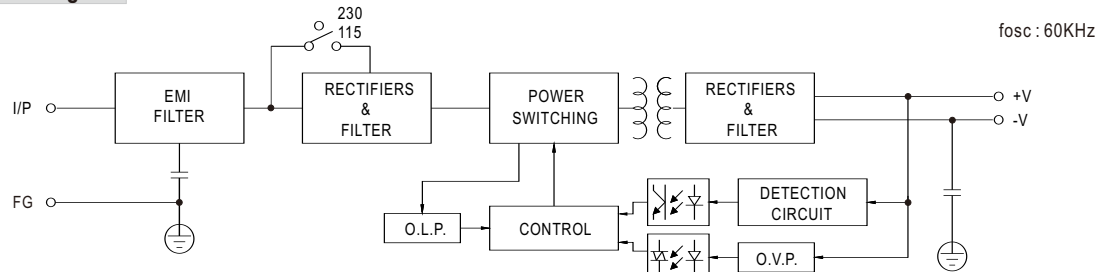 230
115
fosc : 60KHz
I/P
EMI
FILTER
RECTIFIERS
&
FILTER
POWER
SWITCHING
RECTIFIERS
&
FILTER
+V
-V
FG
O.L.P.
CONTROL
DETECTION
CIRCUIT
O.V.P.